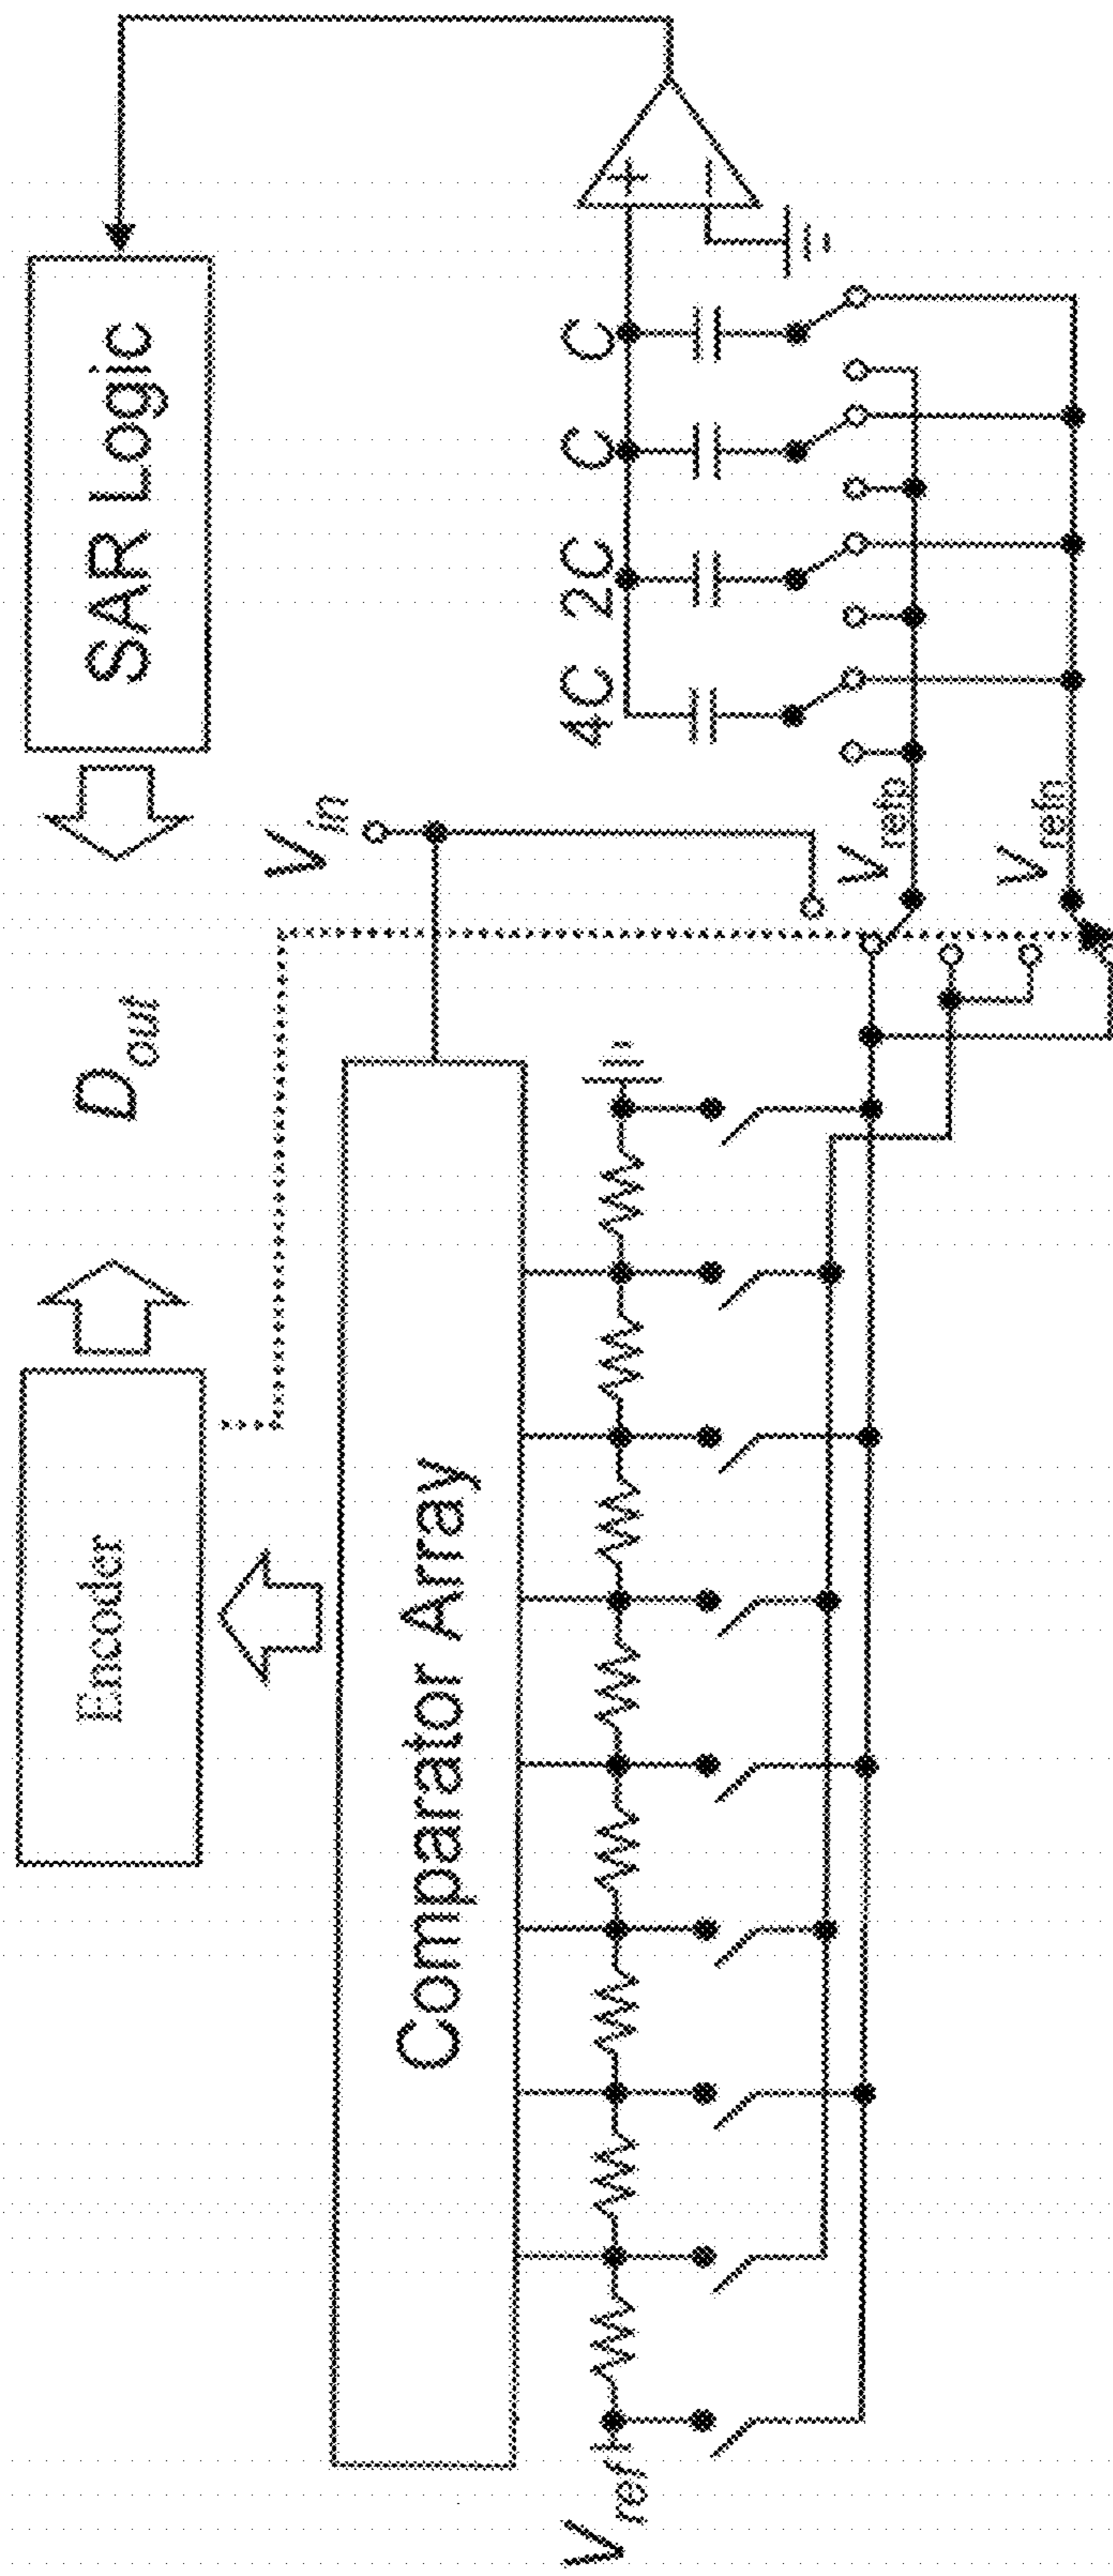 Encoder
D_out
SAR Logic
Comparator Array
V_in
V_ref
4C
2C
C
C
+
−
V_refp
V_refn